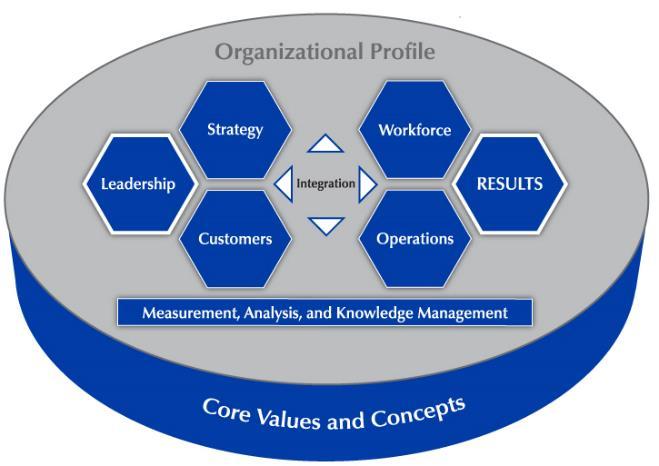 Organizational Profile
Strategy
Workforce
Leadership
Integration
RESULTS
Customers
Operations
Measurement, Analysis, and Knowledge Management
Core Values and Concepts